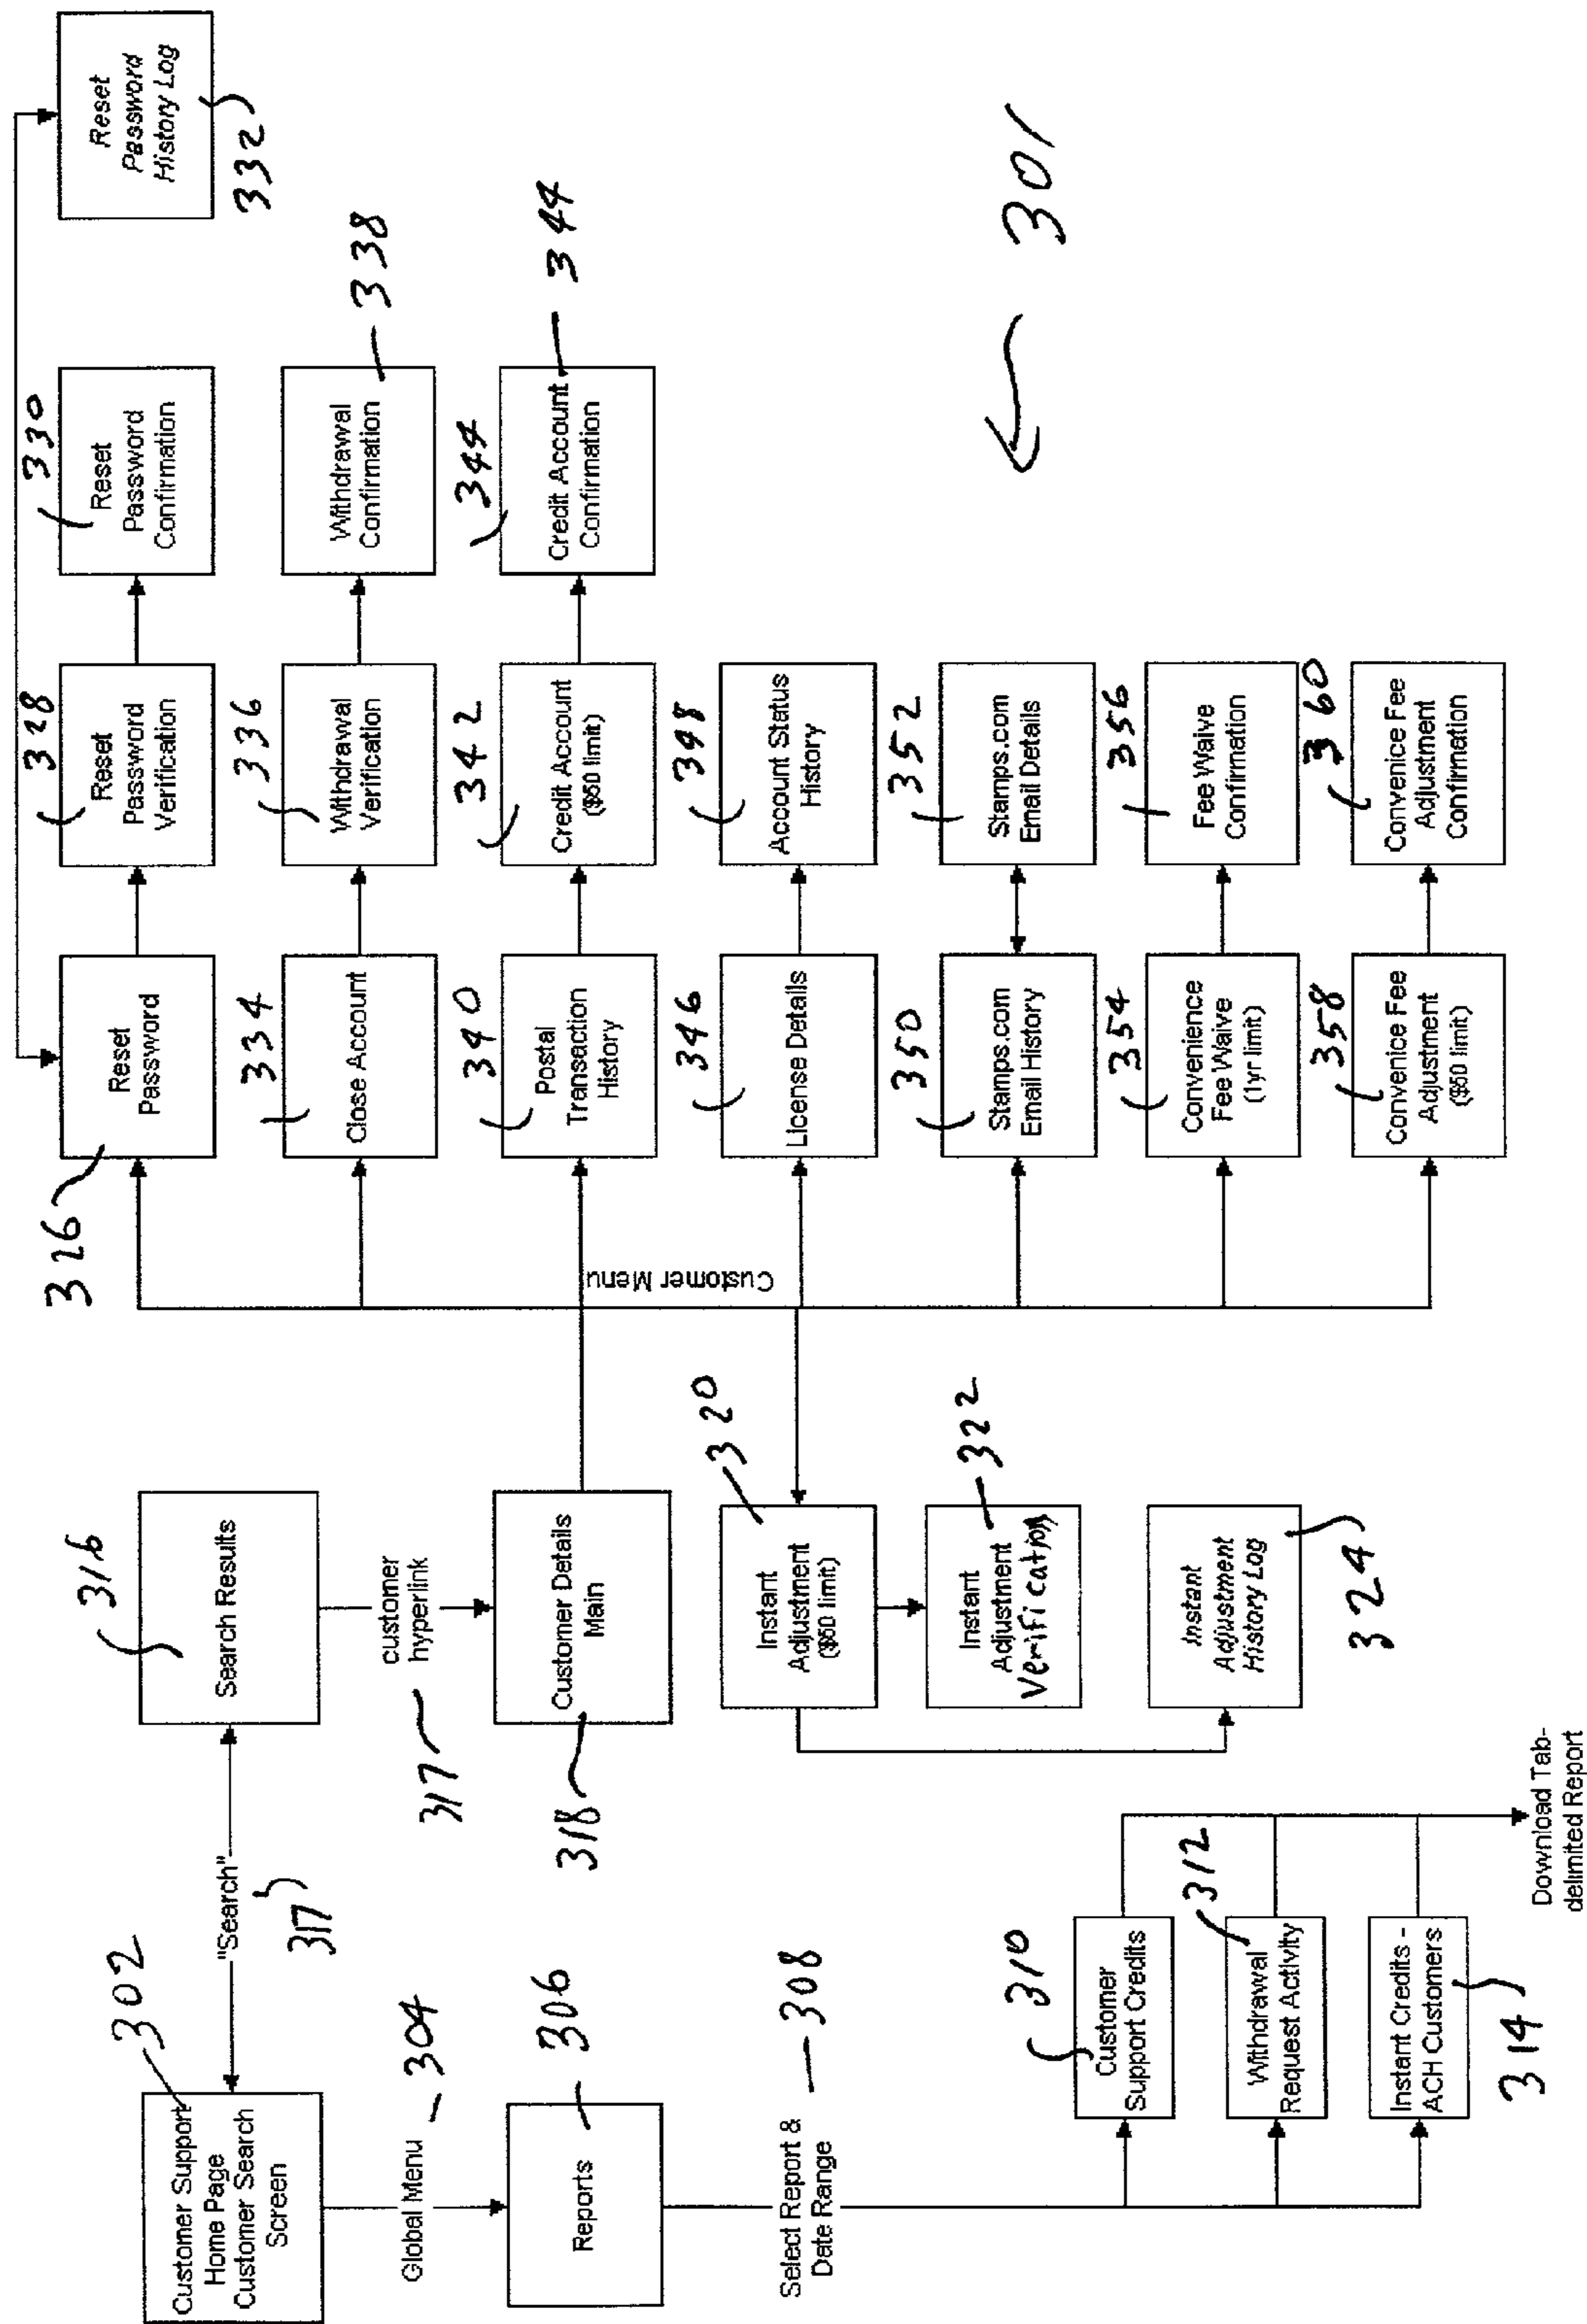 302
Customer Support
Home Page
Customer Search
Screen
"Search"
317
316
Search Results
Global Menu
304
306
Reports
317
customer
hyperlink
318
Customer Details
Main
Select Report &
Date Range
308
310
Customer
Support Credits
312
Withdrawal
Request Activity
Instant Credits -
ACH Customers
314
Download Tab-
delimited Report
320
Instant
Adjustment
($50 limit)
322
Instant
Adjustment
Verification
Instant
Adjustment
History Log
324
Customer Menu
326
Reset
Password
328
Reset
Password
Verification
330
Reset
Password
Confirmation
Reset
Password
History Log
332
334
Close Account
336
Withdrawal
Verification
Withdrawal
Confirmation
338
340
Postal
Transaction
History
342
Credit Account
($50 limit)
344
Credit Account
Confirmation
344
346
License Details
348
Account Status
History
350
Stamps.com
Email History
352
Stamps.com
Email Details
354
Convenience
Fee Waive
(1yr limit)
356
Fee Waive
Confirmation
358
Convenice Fee
Adjustment
($50 limit)
360
Convenice Fee
Adjustment
Confirmation
301